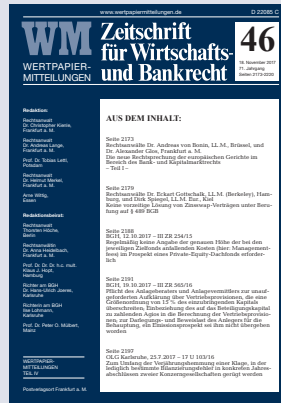 www.wertpapiermitteilungen.de
D 22085 C
WM
WERTPAPIER-
MITTEILUNGEN
Zeitschrift
für Wirtschafts-
und Bankrecht
46
18. November 2017
71. Jahrgang
Seiten 2173-2220
Redaktion:
Rechtsanwalt
Dr. Christopher Kienle,
Frankfurt a. M.
Rechtsanwalt
Dr. Andreas Lange,
Frankfurt a. M.
Prof. Dr. Tobias Lettl,
Potsdam
Rechtsanwalt
Dr. Helmut Merkel,
Frankfurt a. M.
Arne Wittig,
Essen
Redaktionsbeirat:
Rechtsanwalt
Thorsten Höche,
Berlin
Rechtsanwältin
Dr. Anna Heidelbach,
Frankfurt a. M.
Prof. Dr. Dr. Dr. h.c. mult.
Klaus J. Hopt,
Hamburg
Richter am BGH
Dr. Hans-Ulrich Joeres,
Karlsruhe
Richterin am BGH
Ilse Lohmann,
Karlsruhe
Prof. Dr. Peter O. Mülbert,
Mainz
WERTPAPIER-
MITTEILUNGEN
TEIL IV
Postverlagsort Frankfurt a. M.
AUS DEM INHALT:
Seite 2173
Rechtsanwälte Dr. Andreas von Bonin, LL.M., Brüssel, und
Dr. Alexander Glos, Frankfurt a. M.
Die neue Rechtsprechung der europäischen Gerichte im
Bereich des Bank- und Kapitalmarktrechts
– Teil I –
Seite 2179
Rechtsanwälte Dr. Eckart Gottschalk, LL.M. (Berkeley), Ham-
burg, und Dirk Spiegel, LL.M. Eur., Kiel
Keine vorzeitige Lösung von Zinsswap-Verträgen unter Beru-
fung auf § 489 BGB
Seite 2188
BGH, 12.10.2017 – III ZR 254/15
Regelmäßig keine Angabe der genauen Höhe der bei den
jeweiligen Zielfonds anfallenden Kosten (hier: Management-
fees) im Prospekt eines Private-Equity-Dachfonds erforder-
lich
Seite 2191
BGH, 19.10.2017 – III ZR 565/16
Pflicht des Anlageberaters und Anlagevermittlers zur unauf-
geforderten Aufklärung über Vertriebsprovisionen, die eine
Größenordnung von 15 % des einzubringenden Kapitals
überschreiten; Einbeziehung des auf das Beteiligungskapital
zu zahlenden Agios in die Berechnung der Vertriebsprovisio-
nen, zur Darlegungs- und Beweislast des Anlegers für die
Behauptung, ein Emissionsprospekt sei ihm nicht übergeben
worden
Seite 2197
OLG Karlsruhe, 25.7.2017 – 17 U 103/16
Zum Umfang der Verjährungshemmung einer Klage, in der
lediglich bestimmte Bilanzierungsfehler in konkreten Jahres-
abschlüssen zweier Konzerngesellschaften gerügt werden